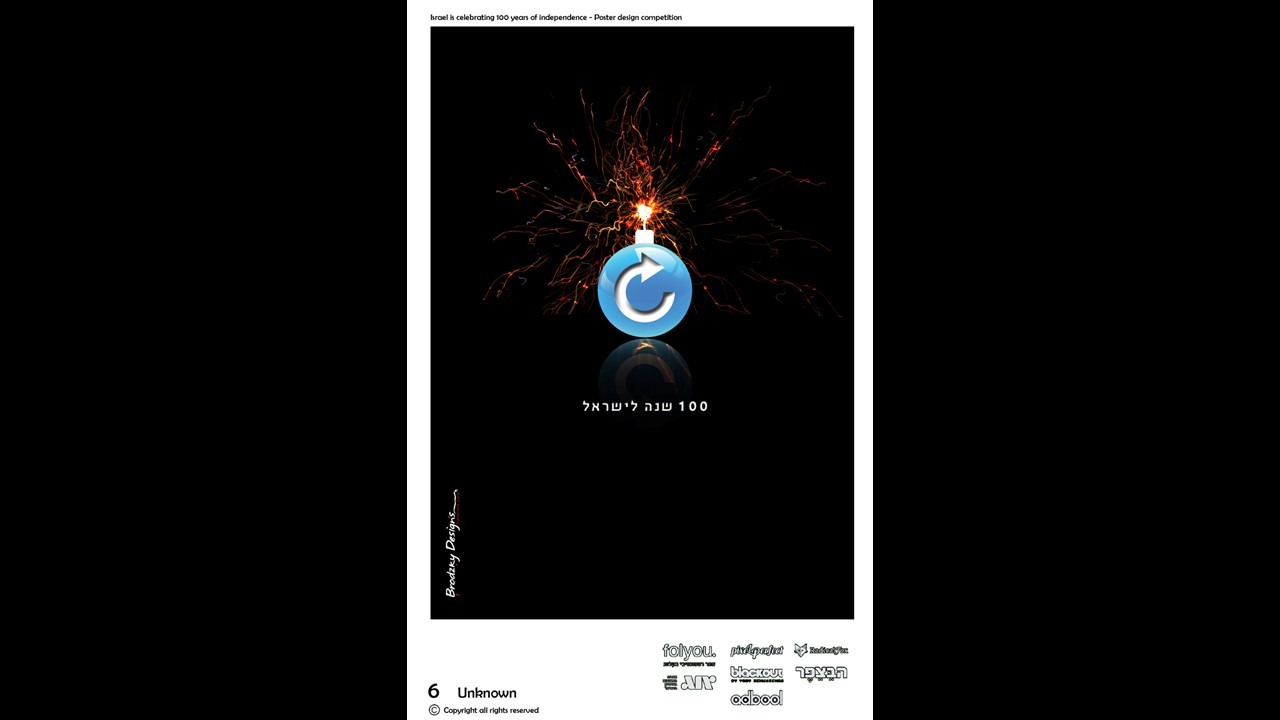 Israel is celebrating 100 years of independence - Poster design competition
100 שנה לישראל
Brodzky Designs
folyou.
pixelsperfect
RadicalFox
blackout
הבצפר
adbool
6 Unknown
© Copyright all rights reserved